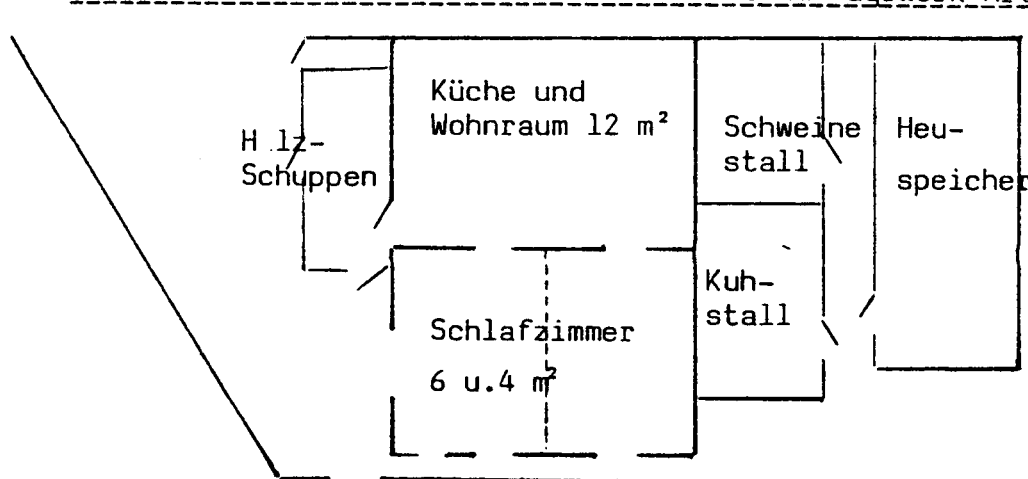 Küche und
Wohnraum 12 m²
H lz-
Schuppen
Schweine
stall
Heu-
speicher
Kuh-
stall
Schlafzimmer
6 u.4 m²